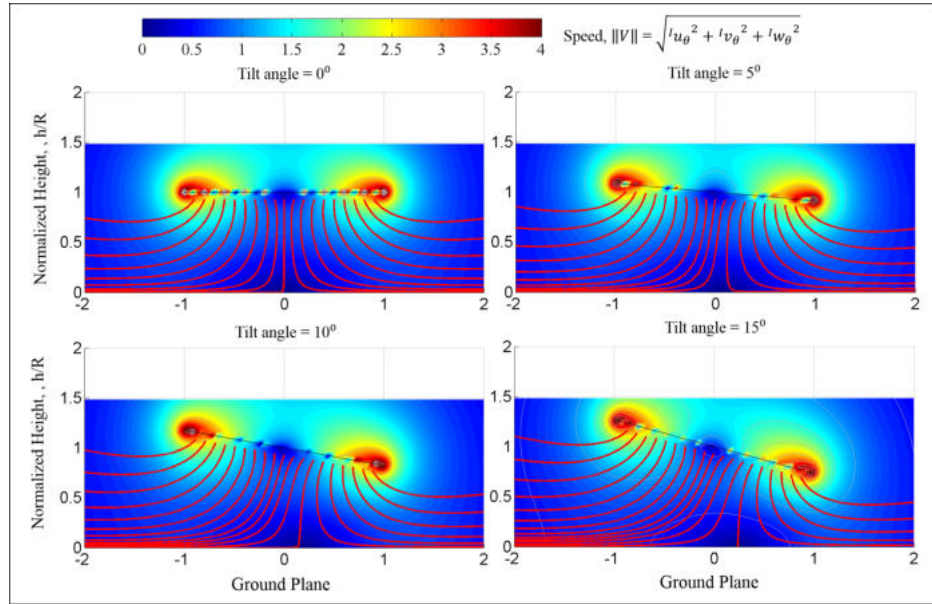 Speed, ‖V‖ = √(ᴵu_θ² + ᴵv_θ² + ᴵw_θ²)
0 0.5 1 1.5 2 2.5 3 3.5 4
Tilt angle = 0⁰ Tilt angle = 5⁰
Normalized Height, , h/R
2
1.5
1
0.5
0
-2 -1 0 1 2
2
1.5
1
0.5
0
-2 -1 0 1 2
Tilt angle = 10⁰ Tilt angle = 15⁰
Normalized Height, , h/R
2
1.5
1
0.5
0
-2 -1 0 1 2
2
1.5
1
0.5
0
-2 -1 0 1 2
Ground Plane Ground Plane